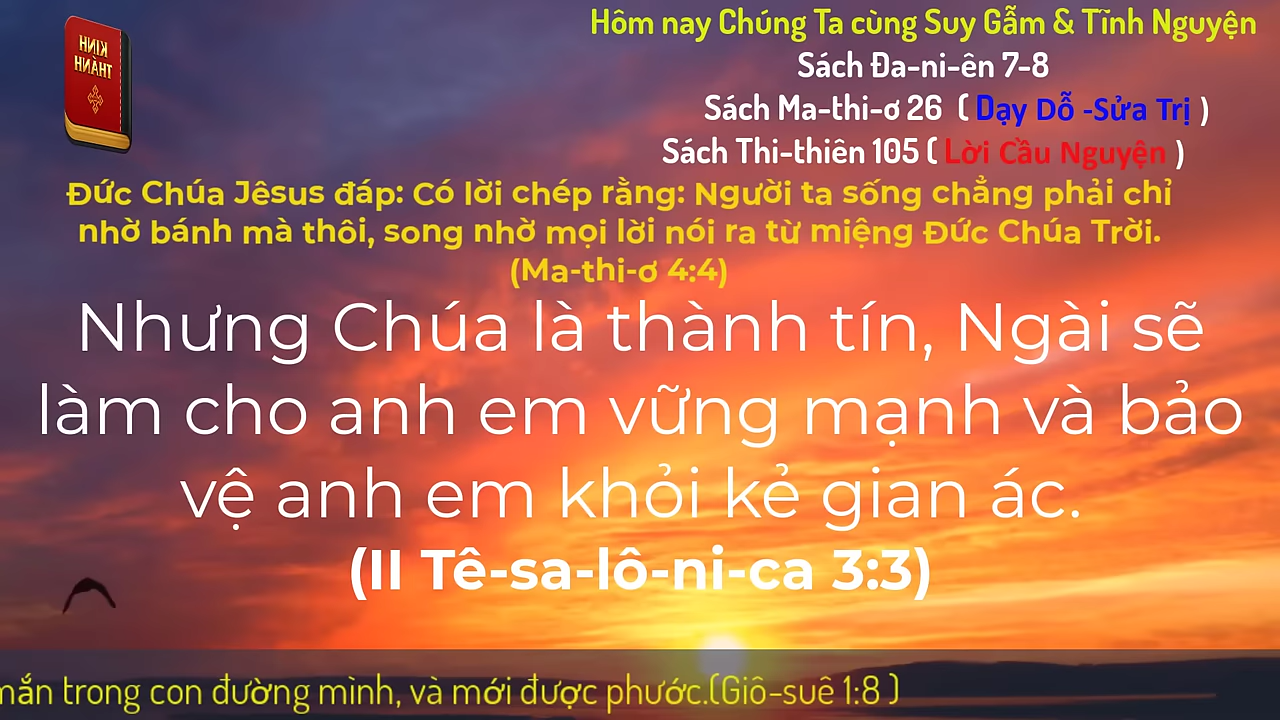 KINH
THÁNH
Hôm nay Chúng Ta cùng Suy Gẫm & Tĩnh Nguyện
Sách Đa-ni-ên 7-8
Sách Ma-thi-ơ 26 ( Dạy Dỗ -Sửa Trị )
Sách Thi-thiên 105 ( Lời Cầu Nguyện )
Đức Chúa Jêsus đáp: Có lời chép rằng: Người ta sống chẳng phải chỉ
nhờ bánh mà thôi, song nhờ mọi lời nói ra từ miệng Đức Chúa Trời.
(Ma-thi-ơ 4:4)
Nhưng Chúa là thành tín, Ngài sẽ
làm cho anh em vững mạnh và bảo
vệ anh em khỏi kẻ gian ác.
(II Tê-sa-lô-ni-ca 3:3)
trong con đường mình, và mới được phước.(Giô-suê 1:8 )